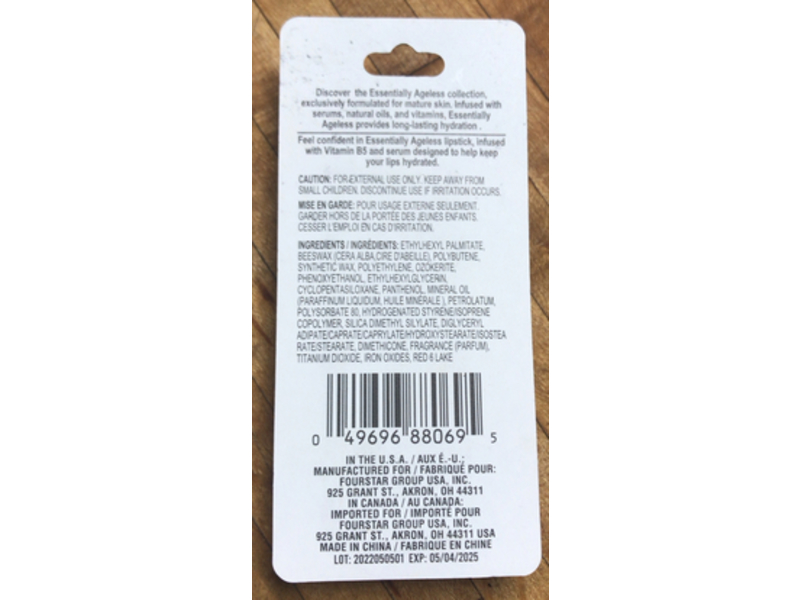 Discover the Essentially Ageless collection,
exclusively formulated for mature skin. Infused with
serums, natural oils, and vitamins, Essentially
Ageless provides long-lasting hydration .
Feel confident in Essentially Ageless lipstick, infused
with Vitamin B5 and serum designed to help keep
your lips hydrated.
CAUTION: FOR EXTERNAL USE ONLY. KEEP AWAY FROM
SMALL CHILDREN. DISCONTINUE USE IF IRRITATION OCCURS.
MISE EN GARDE: POUR USAGE EXTERNE SEULEMENT.
GARDER HORS DE LA PORTÉE DES JEUNES ENFANTS.
CESSER L'EMPLOI EN CAS D'IRRITATION.
INGREDIENTS / INGRÉDIENTS: ETHYLHEXYL PALMITATE,
BEESWAX (CERA ALBA,CIRE D'ABEILLE), POLYBUTENE,
SYNTHETIC WAX, POLYETHYLENE, OZOKERITE,
PHENOXYETHANOL, ETHYLHEXYLGLYCERIN,
CYCLOPENTASILOXANE, PANTHENOL, MINERAL OIL
(PARAFFINUM LIQUIDUM, HUILE MINERALE ), PETROLATUM,
POLYSORBATE 80, HYDROGENATED STYRENE/ISOPRENE
COPOLYMER, SILICA DIMETHYL SILYLATE, DIGLYCERYL
ADIPATE/CAPRATE/CAPRYLATE/HYDROXYSTEARATE/ISOSTEA
RATE/STEARATE, DIMETHICONE, FRAGRANCE (PARFUM),
TITANIUM DIOXIDE, IRON OXIDES, RED 6 LAKE
0 49696 88069 5
IN THE U.S.A. / AUX É.-U.:
MANUFACTURED FOR / FABRIQUÉ POUR:
FOURSTAR GROUP USA, INC.
925 GRANT ST., AKRON, OH 44311
IN CANADA / AU CANADA:
IMPORTED FOR / IMPORTÉ POUR
FOURSTAR GROUP USA, INC.
925 GRANT ST., AKRON, OH 44311 USA
MADE IN CHINA / FABRIQUE EN CHINE
LOT: 2022050501 EXP: 05/04/2025